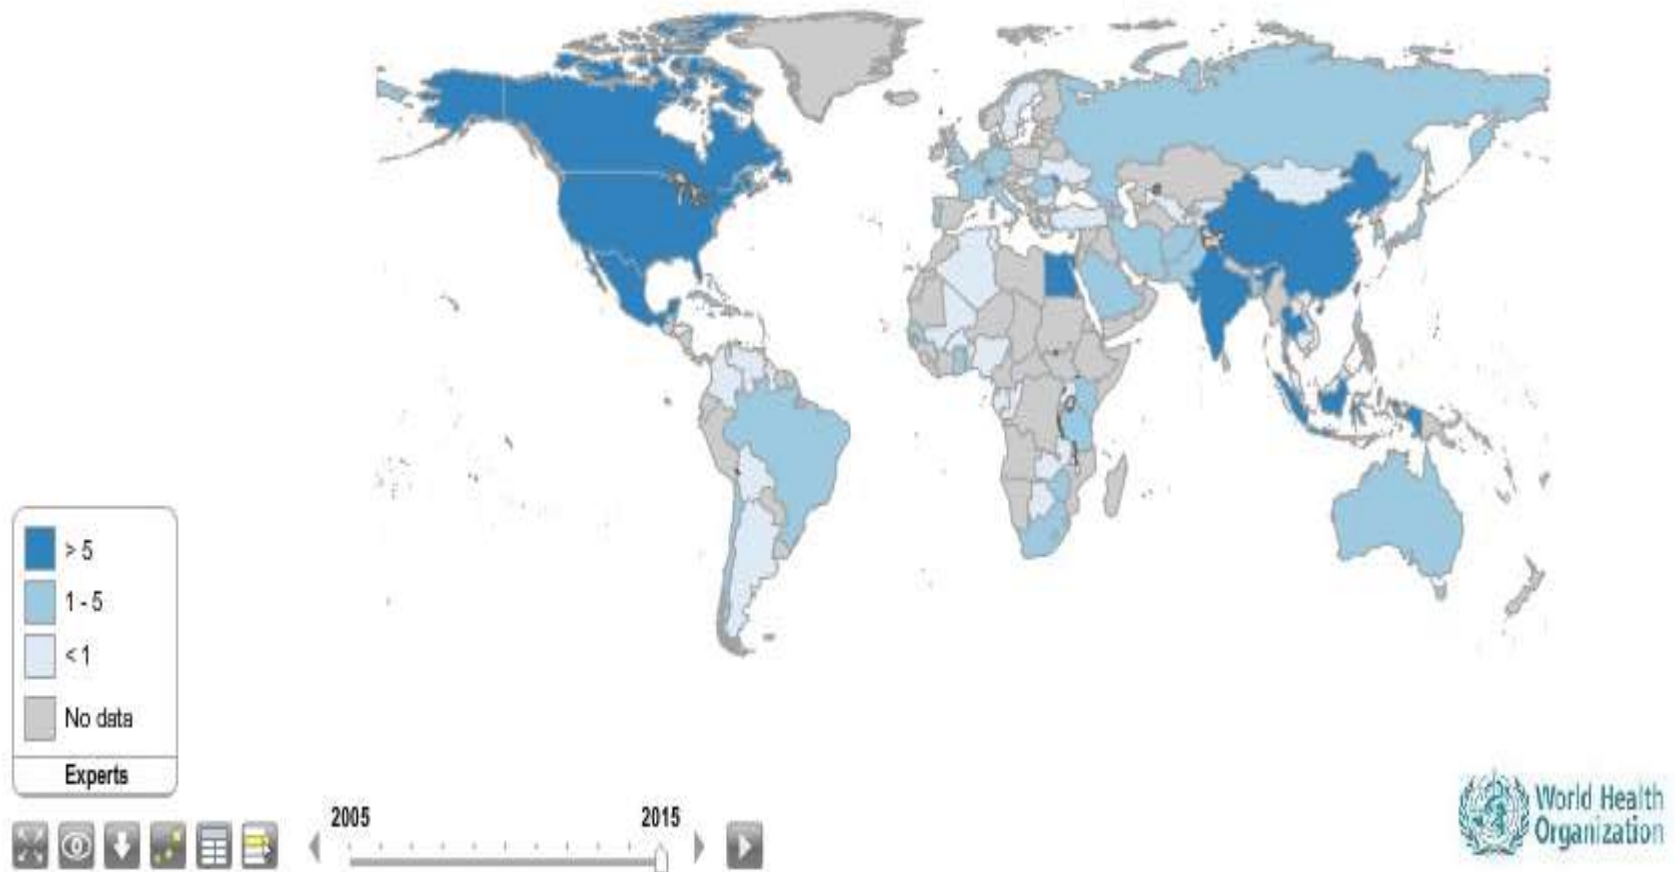 > 5
1 - 5
< 1
No data
Experts
2005
2015
World Health
Organization